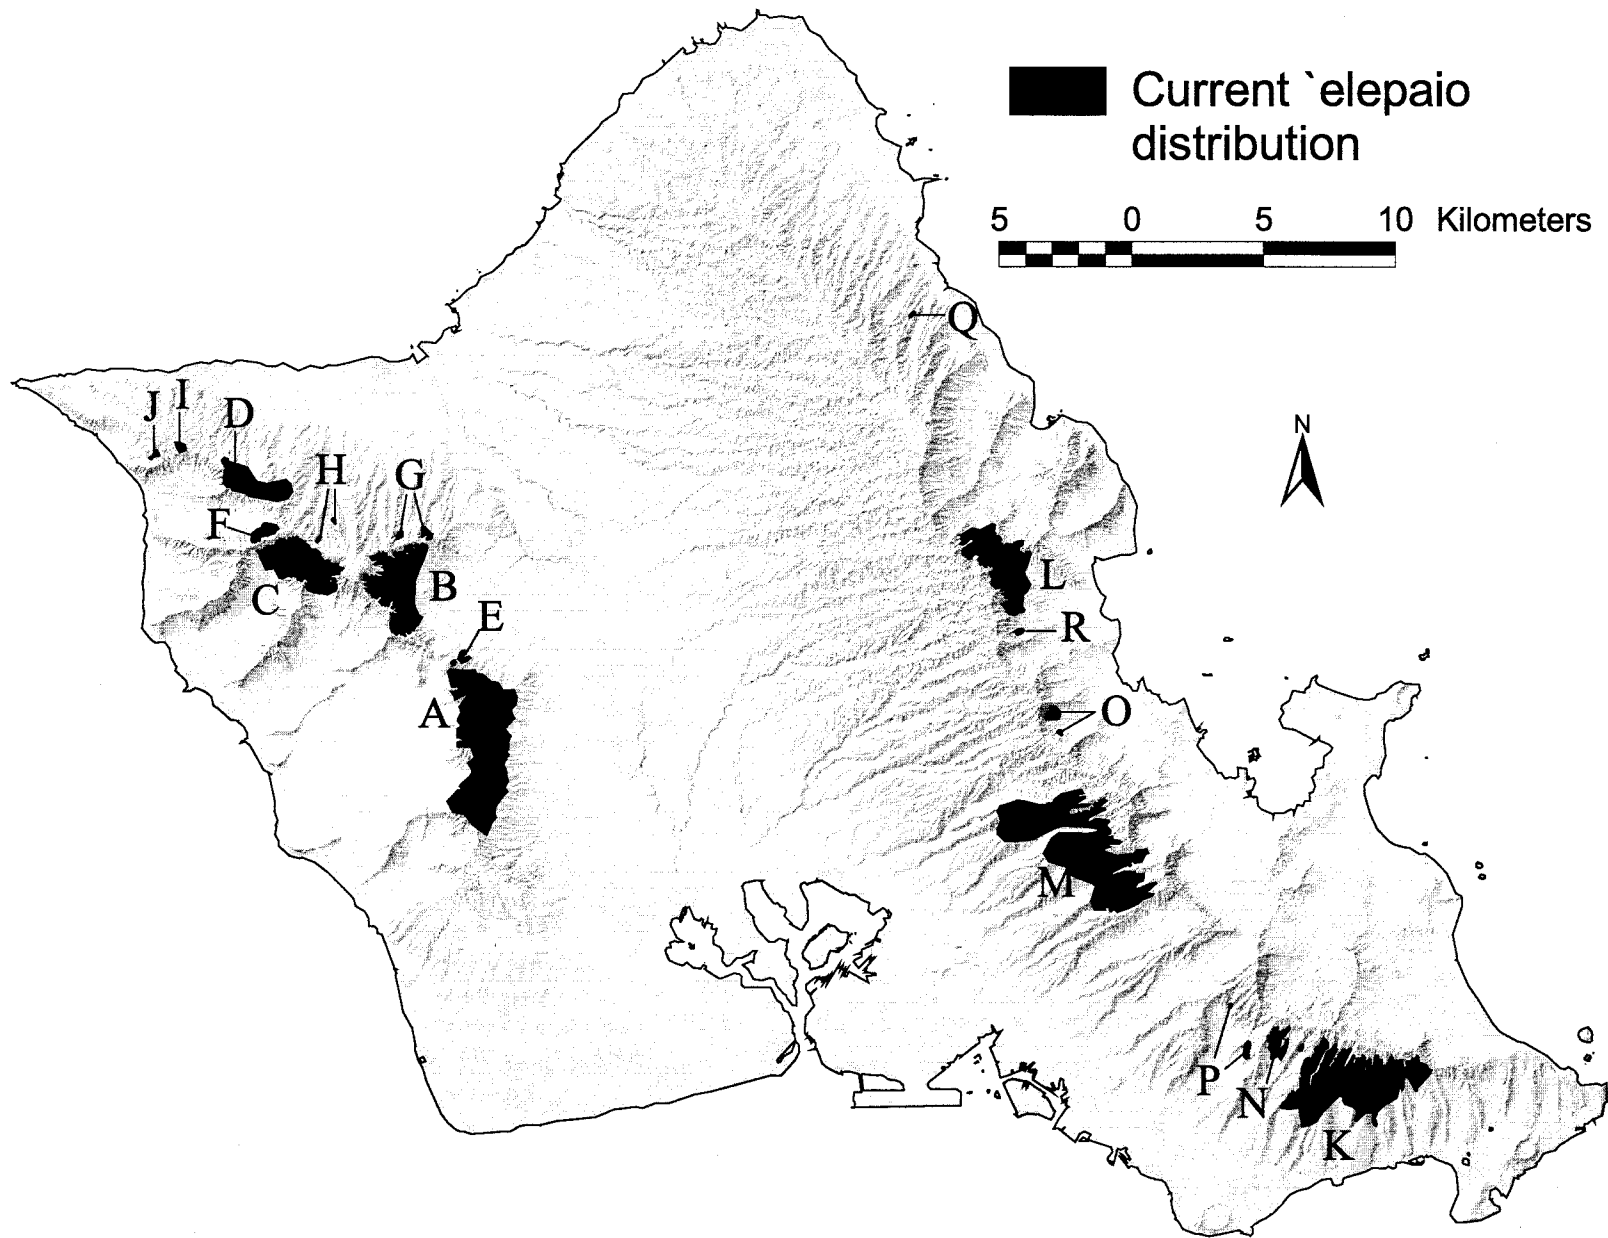 Current `elepaio
distribution
5 0 5 10 Kilometers
Q
N
J I D
H G
F
C B
E
A
L
R
O
M
P N
K